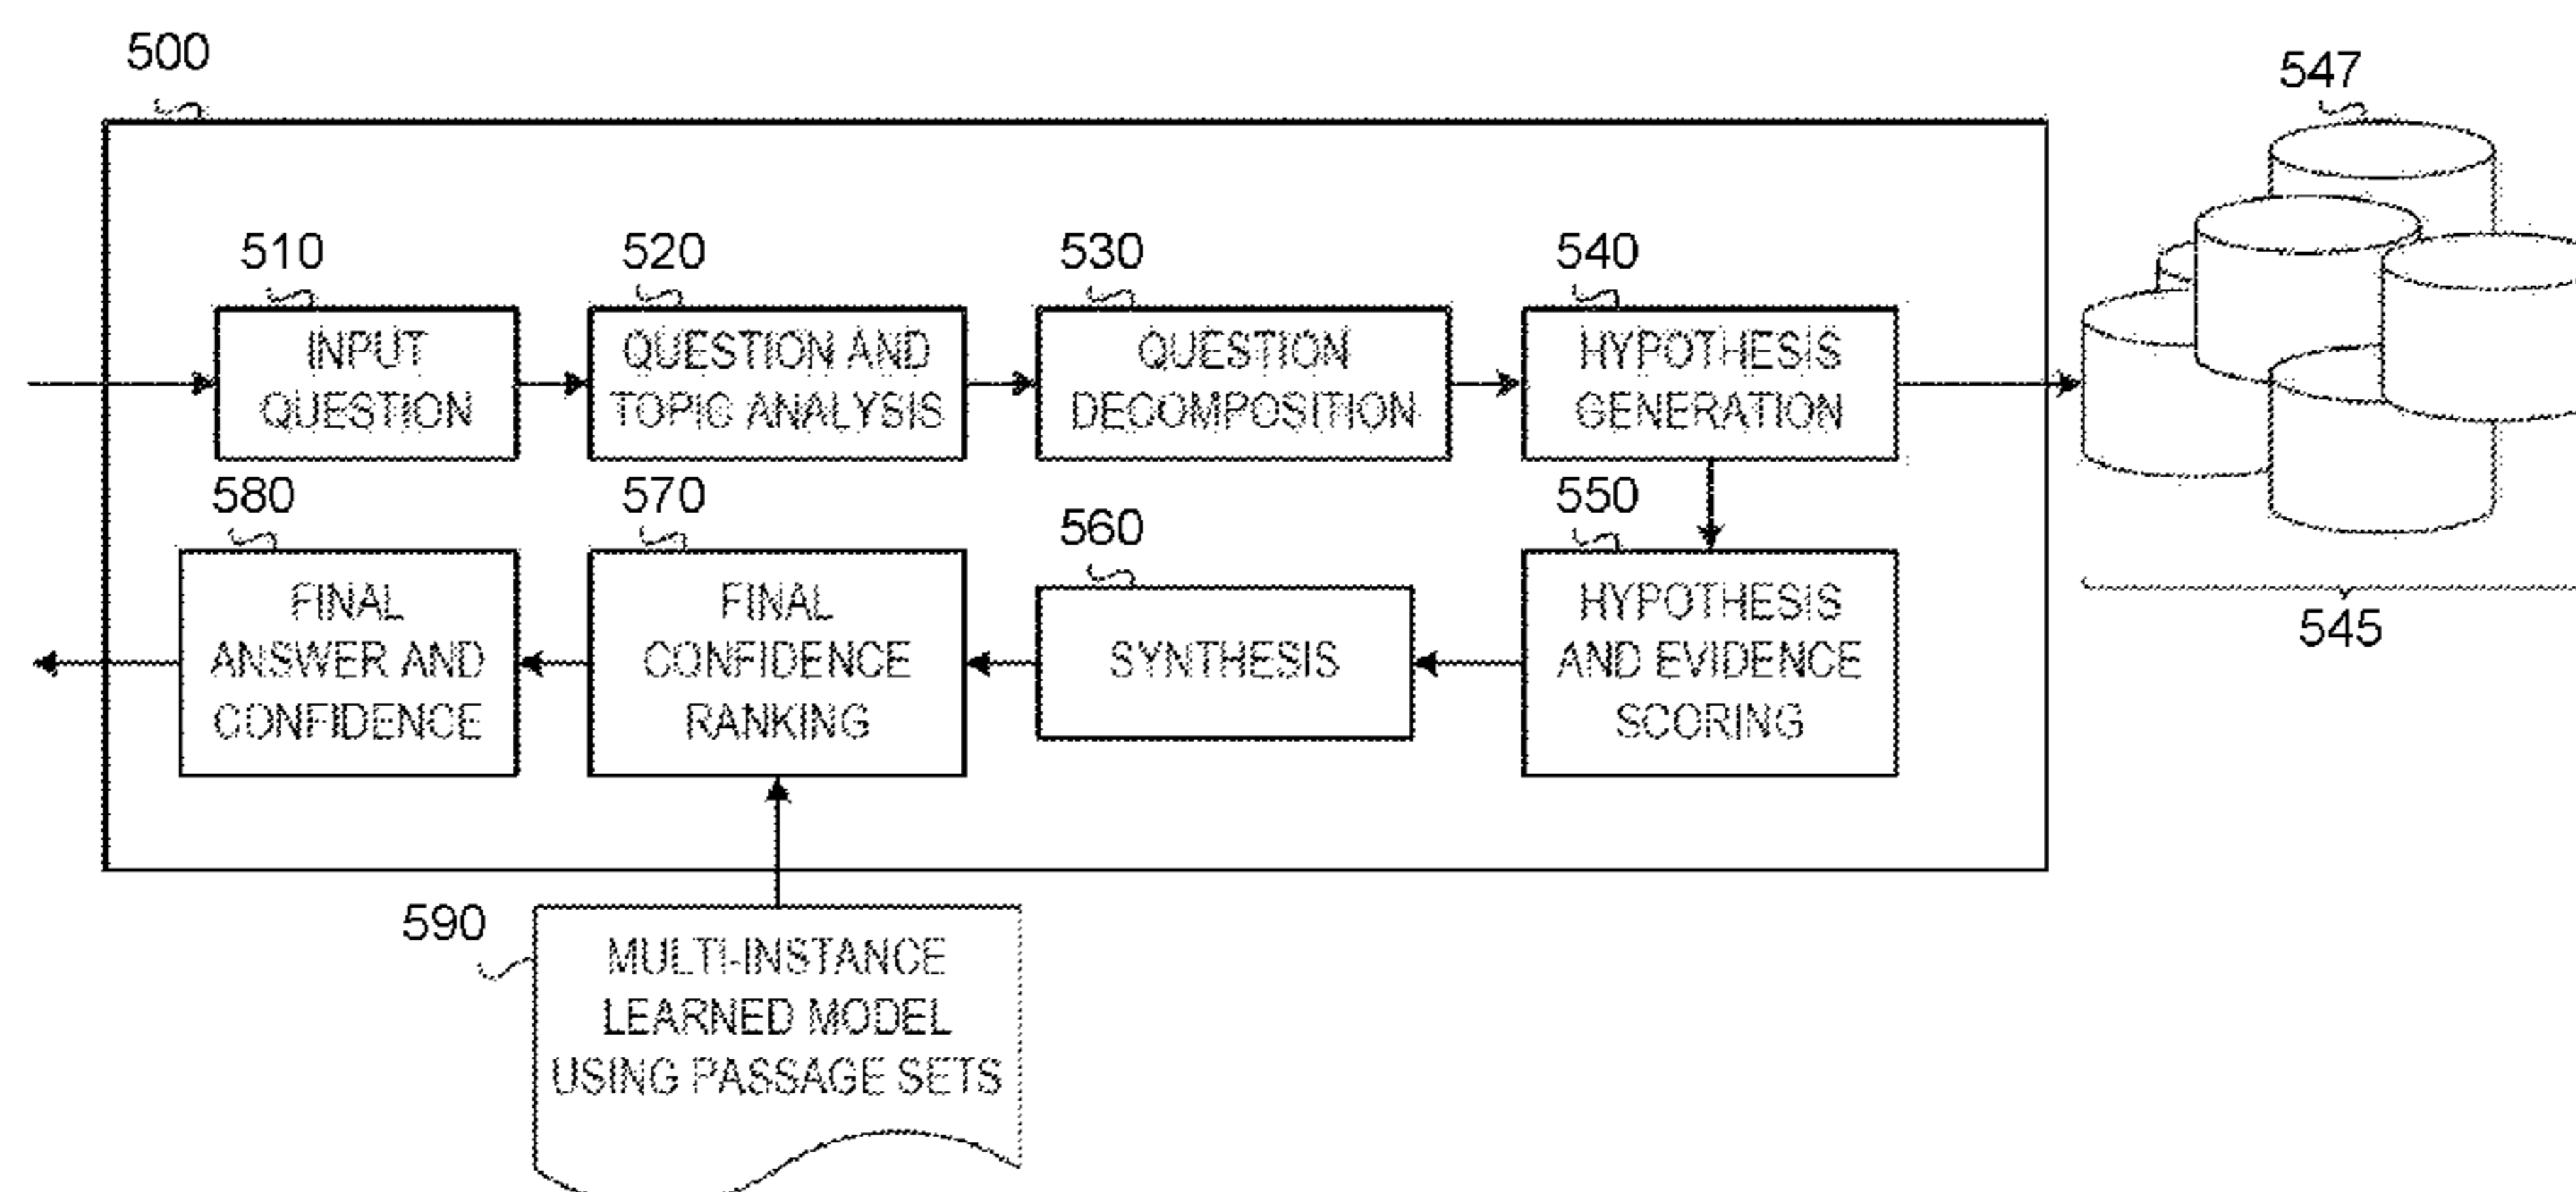 500
547
510
520
530
540
INPUT
QUESTION
QUESTION AND
TOPIC ANALYSIS
QUESTION
DECOMPOSITION
HYPOTHESIS
GENERATION
580
570
560
550
FINAL
ANSWER AND
CONFIDENCE
FINAL
CONFIDENCE
RANKING
SYNTHESIS
HYPOTHESIS
AND EVIDENCE
SCORING
545
590
MULTI-INSTANCE
LEARNED MODEL
USING PASSAGE SETS